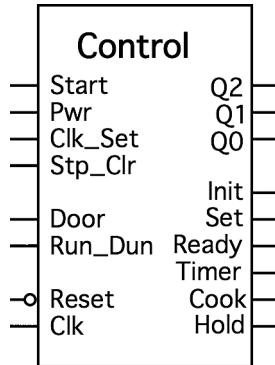 Control
Start Q2
Pwr Q1
Clk_Set Q0
Stp_Clr
Init
Door Set
Run_Dun Ready
Timer
Reset Cook
Clk Hold